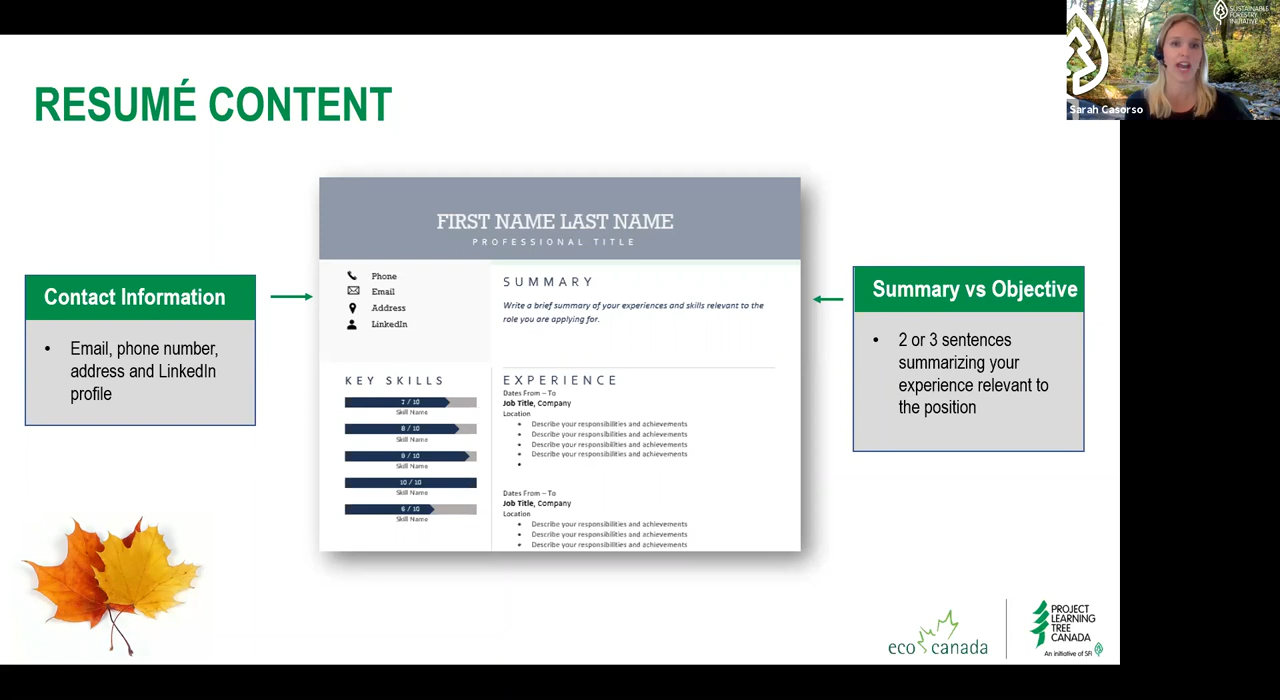 SUSTAINABLE
FORESTRY
INITIATIVE
Sarah Casorso
RESUMÉ CONTENT
Contact Information
• Email, phone number,
address and LinkedIn
profile
FIRST NAME LAST NAME
PROFESSIONAL TITLE
Phone
Email
Address
LinkedIn
SUMMARY
Write a brief summary of your experiences and skills relevant to the
role you are applying for.
KEY SKILLS
7 / 10
Skill Name
8 / 10
Skill Name
9 / 10
Skill Name
10 / 10
Skill Name
6 / 10
Skill Name
EXPERIENCE
Dates From – To
Job Title, Company
Location
• Describe your responsibilities and achievements
• Describe your responsibilities and achievements
• Describe your responsibilities and achievements
• Describe your responsibilities and achievements
•
Dates From – To
Job Title, Company
Location
• Describe your responsibilities and achievements
• Describe your responsibilities and achievements
• Describe your responsibilities and achievements
Summary vs Objective
• 2 or 3 sentences
summarizing your
experience relevant to
the position
eco canada
PROJECT
LEARNING
TREE
CANADA
An initiative of SFI